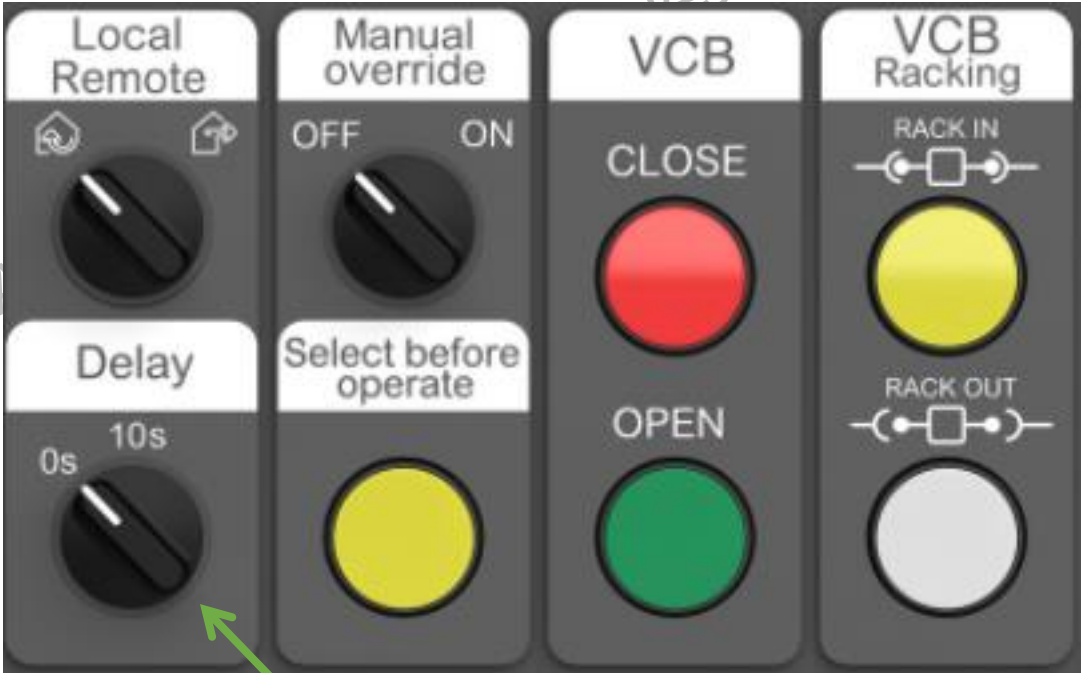 Local
Remote
Manual
override
OFF ON
VCB
CLOSE
OPEN
VCB
Racking
RACK IN
RACK OUT
Delay
0s
10s
Select before
operate